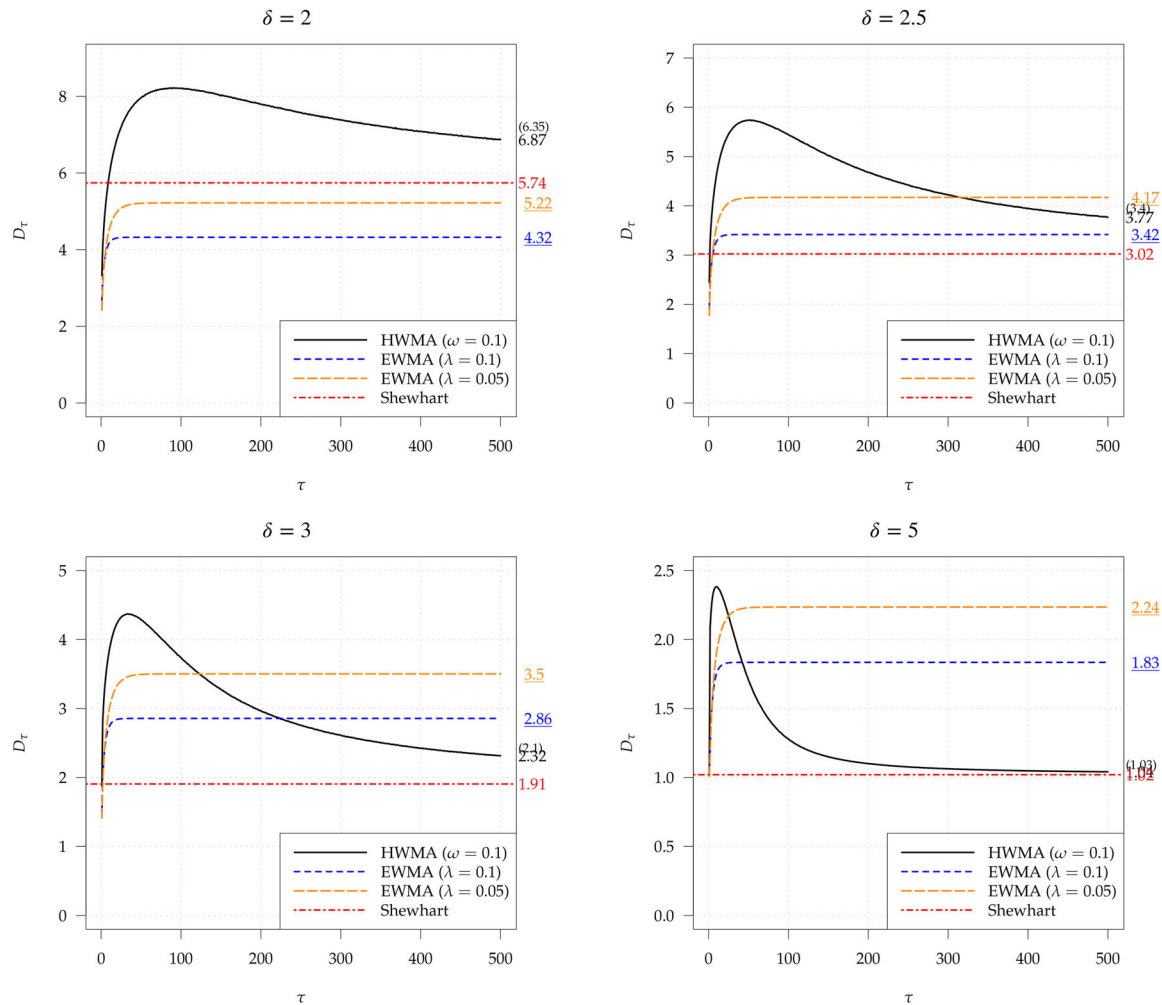 δ = 2
8
6
4
2
0
D_τ
(6.35)
6.87
5.74
5.22
4.32
HWMA (ω = 0.1)
EWMA (λ = 0.1)
EWMA (λ = 0.05)
Shewhart
0 100 200 300 400 500
τ
δ = 2.5
7
6
5
4
3
2
1
0
D_τ
4.17
(3.4)
3.77
3.42
3.02
HWMA (ω = 0.1)
EWMA (λ = 0.1)
EWMA (λ = 0.05)
Shewhart
0 100 200 300 400 500
τ
δ = 3
5
4
3
2
1
0
D_τ
3.5
2.86
(2.1)
2.32
1.91
HWMA (ω = 0.1)
EWMA (λ = 0.1)
EWMA (λ = 0.05)
Shewhart
0 100 200 300 400 500
τ
δ = 5
2.5
2.0
1.5
1.0
0.5
0.0
D_τ
2.24
1.83
(1.03)
1.04
1.02
HWMA (ω = 0.1)
EWMA (λ = 0.1)
EWMA (λ = 0.05)
Shewhart
0 100 200 300 400 500
τ